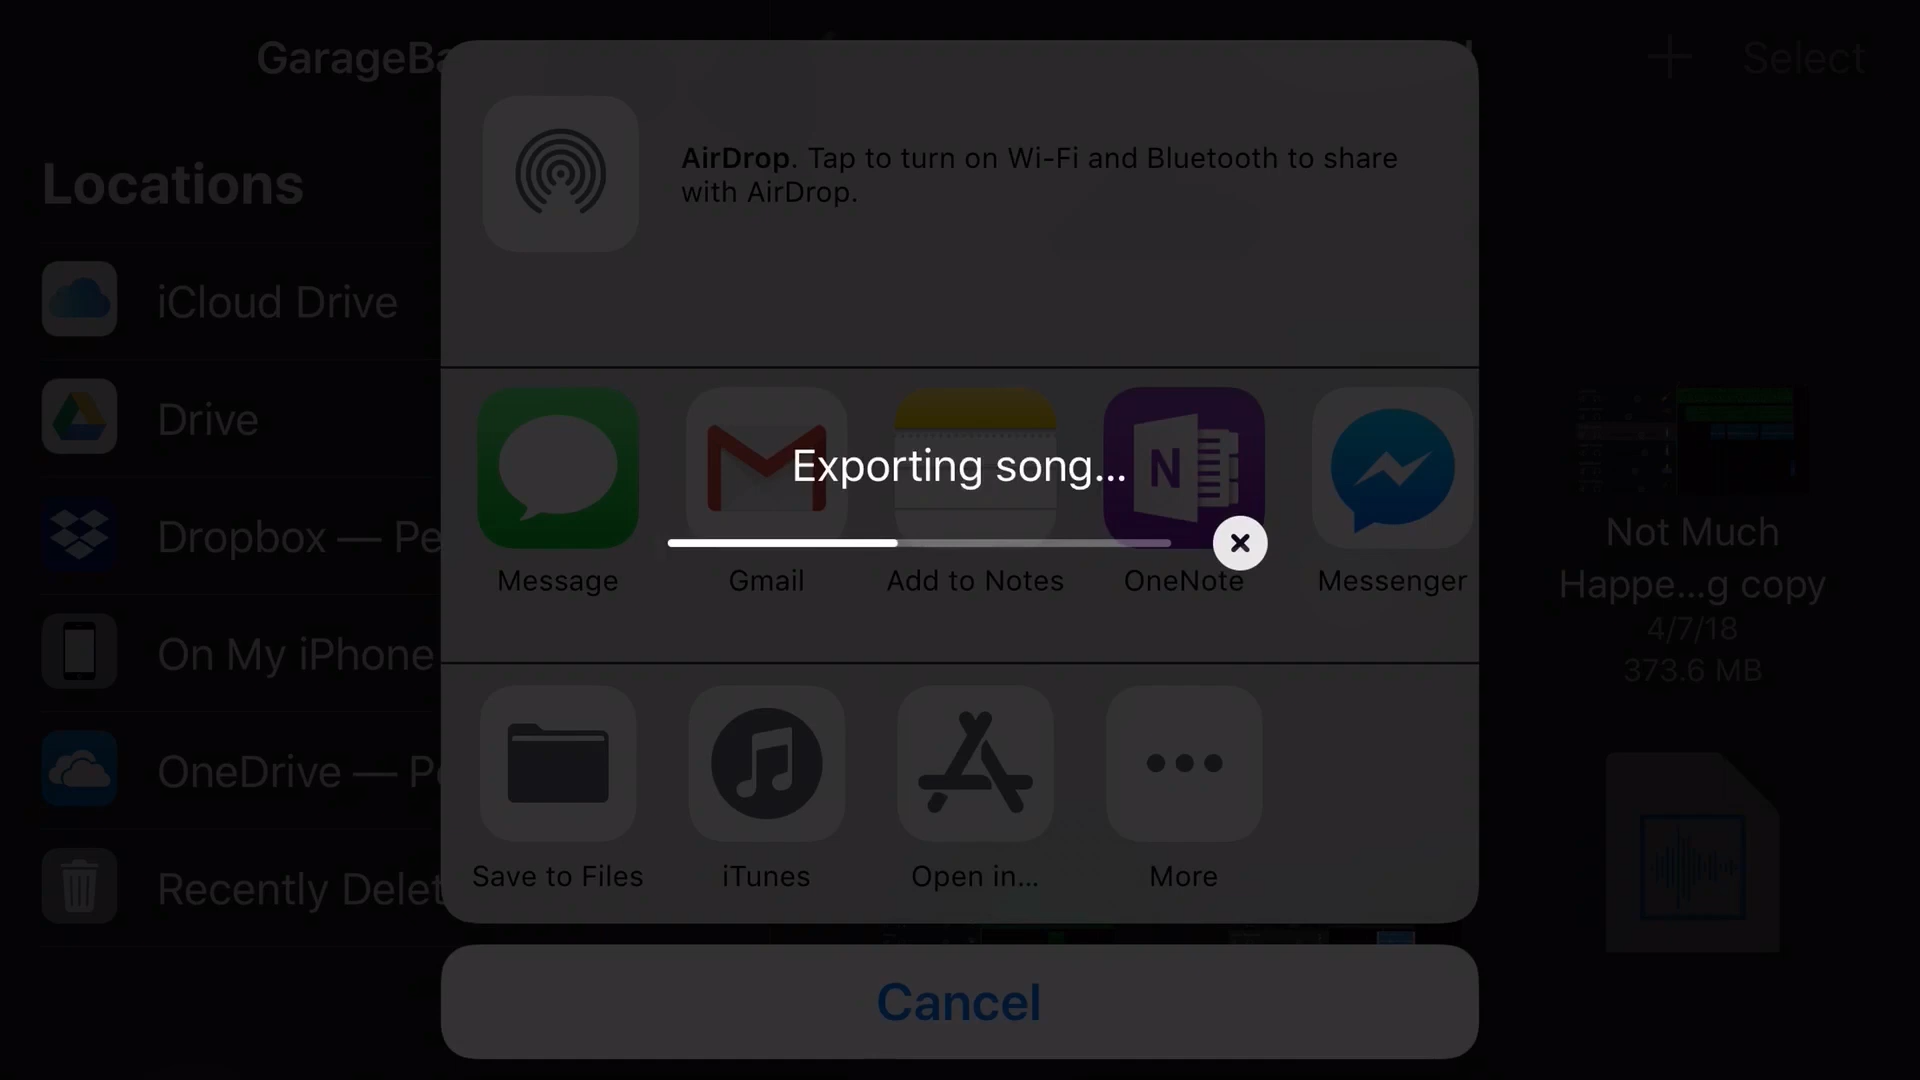 GarageBa
Select
Locations
iCloud Drive
Drive
Dropbox — Pe
On My iPhone
OneDrive — Pe
Recently Delet
AirDrop. Tap to turn on Wi-Fi and Bluetooth to share
with AirDrop.
Exporting song...
Message
Gmail
Add to Notes
N
OneNote
Messenger
Save to Files
iTunes
Open in...
More
Cancel
Not Much
Happe...g copy
4/7/18
373.6 MB